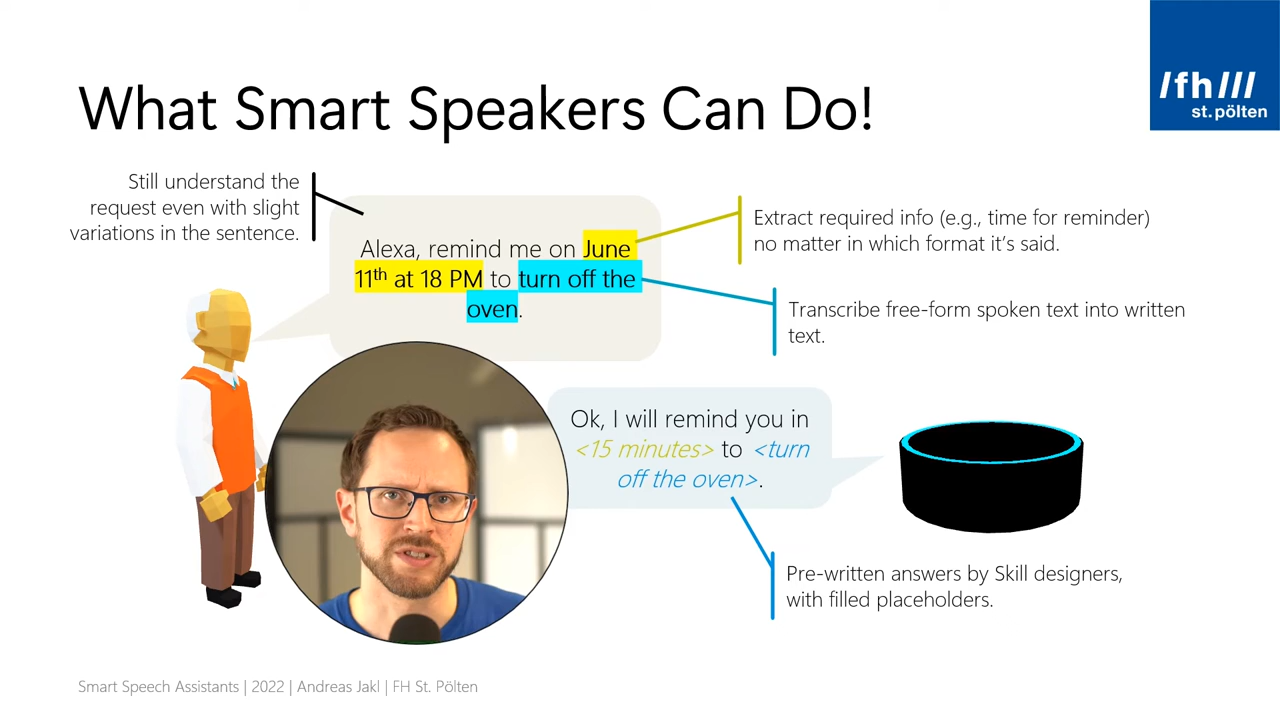 /fh///
st.pölten
What Smart Speakers Can Do!
Still understand the
request even with slight
variations in the sentence.
Alexa, remind me on June
11th at 18 PM to turn off the
oven.
Extract required info (e.g., time for reminder)
no matter in which format it's said.
Transcribe free-form spoken text into written
text.
Ok, I will remind you in
<15 minutes> to <turn
off the oven>.
Pre-written answers by Skill designers,
with filled placeholders.
Smart Speech Assistants | 2022 | Andreas Jakl | FH St. Pölten